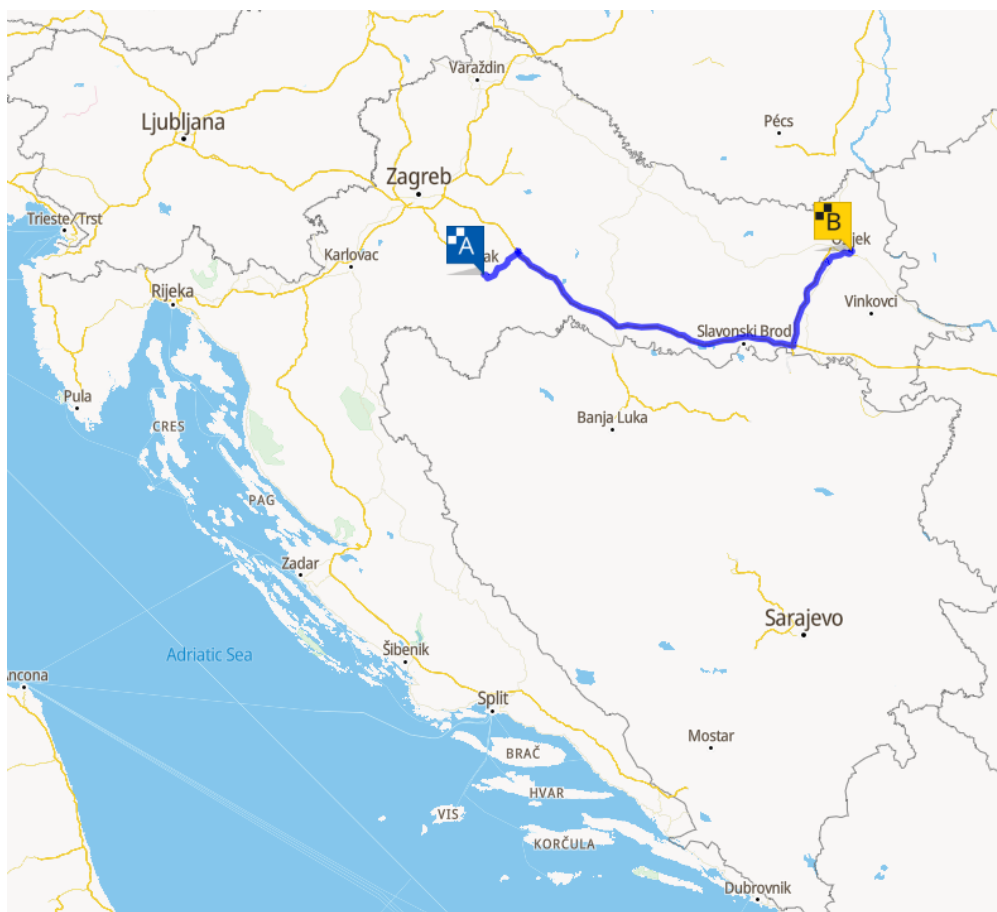 Varaždin
Ljubljana
Pécs
Zagreb
Trieste/Trst
Karlovac
A
ak
B
jek
Rijeka
Vinkovci
Slavonski Brod
Pula
Banja Luka
CRES
PAG
Zadar
Sarajevo
Adriatic Sea
Šibenik
ncona
Split
Mostar
BRAČ
HVAR
VIS
KORČULA
Dubrovnik